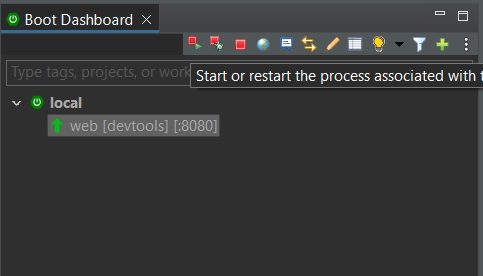 Boot Dashboard
Start or restart the process associated with
Type tags, projects, or work
local
web [devtools] [:8080]